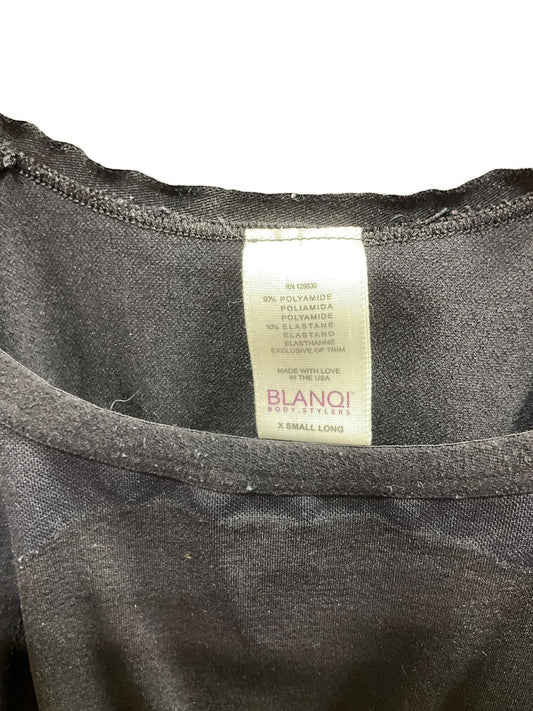 RN 129830
90% POLYAMIDE
POLIAMIDA
POLYAMIDE
10% ELASTANE
ELASTANO
ELASTHANNE
EXCLUSIVE OF TRIM
MADE WITH LOVE
IN THE USA
BLANQI
BODY.STYLERS
X SMALL LONG